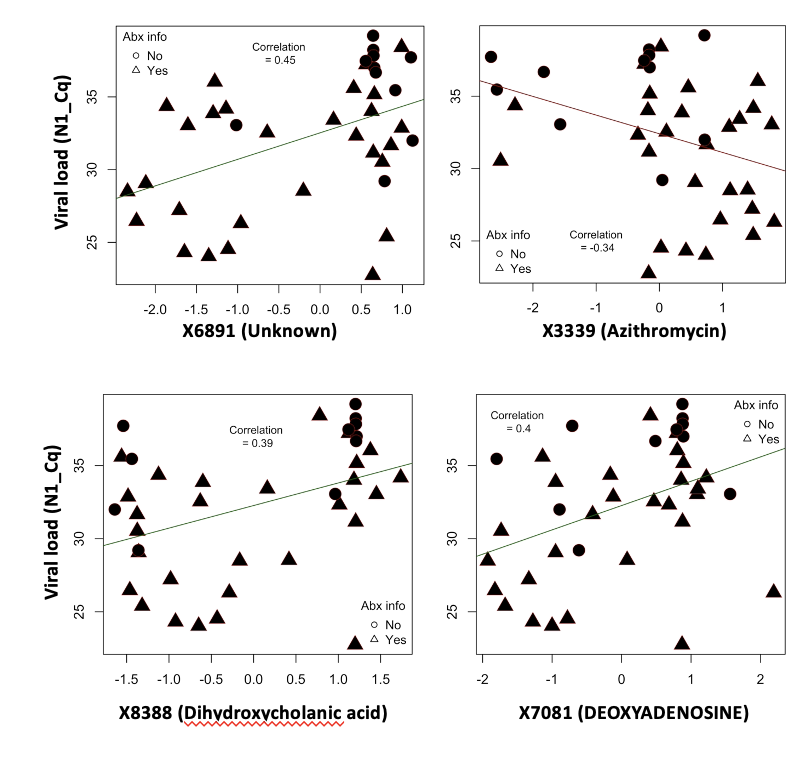 Abx info
No
Yes
Correlation
= 0.45
Viral load (N1_Cq)
35
30
25
-2.0 -1.5 -1.0 -0.5 0.0 0.5 1.0
X6891 (Unknown)
35
30
25
Abx info
No
Yes
Correlation
= -0.34
-2 -1 0 1
X3339 (Azithromycin)
Correlation
= 0.39
Viral load (N1_Cq)
35
30
25
Abx info
No
Yes
-1.5 -1.0 -0.5 0.0 0.5 1.0 1.5
X8388 (Dihydroxycholanic acid)
Correlation
= 0.4
Abx info
No
Yes
35
30
25
-2 -1 0 1 2
X7081 (DEOXYADENOSINE)